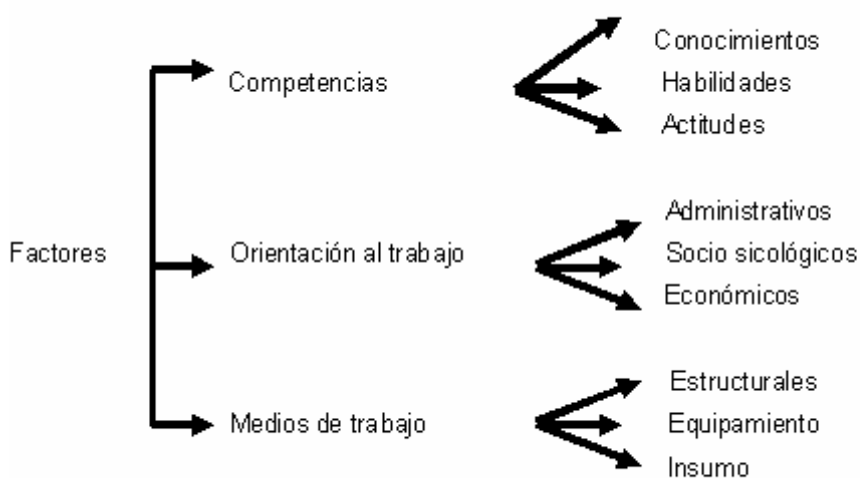 Competencias
Conocimientos
Habilidades
Actitudes
Factores
Orientación al trabajo
Administrativos
Socio sicológicos
Económicos
Medios de trabajo
Estructurales
Equipamiento
Insumo